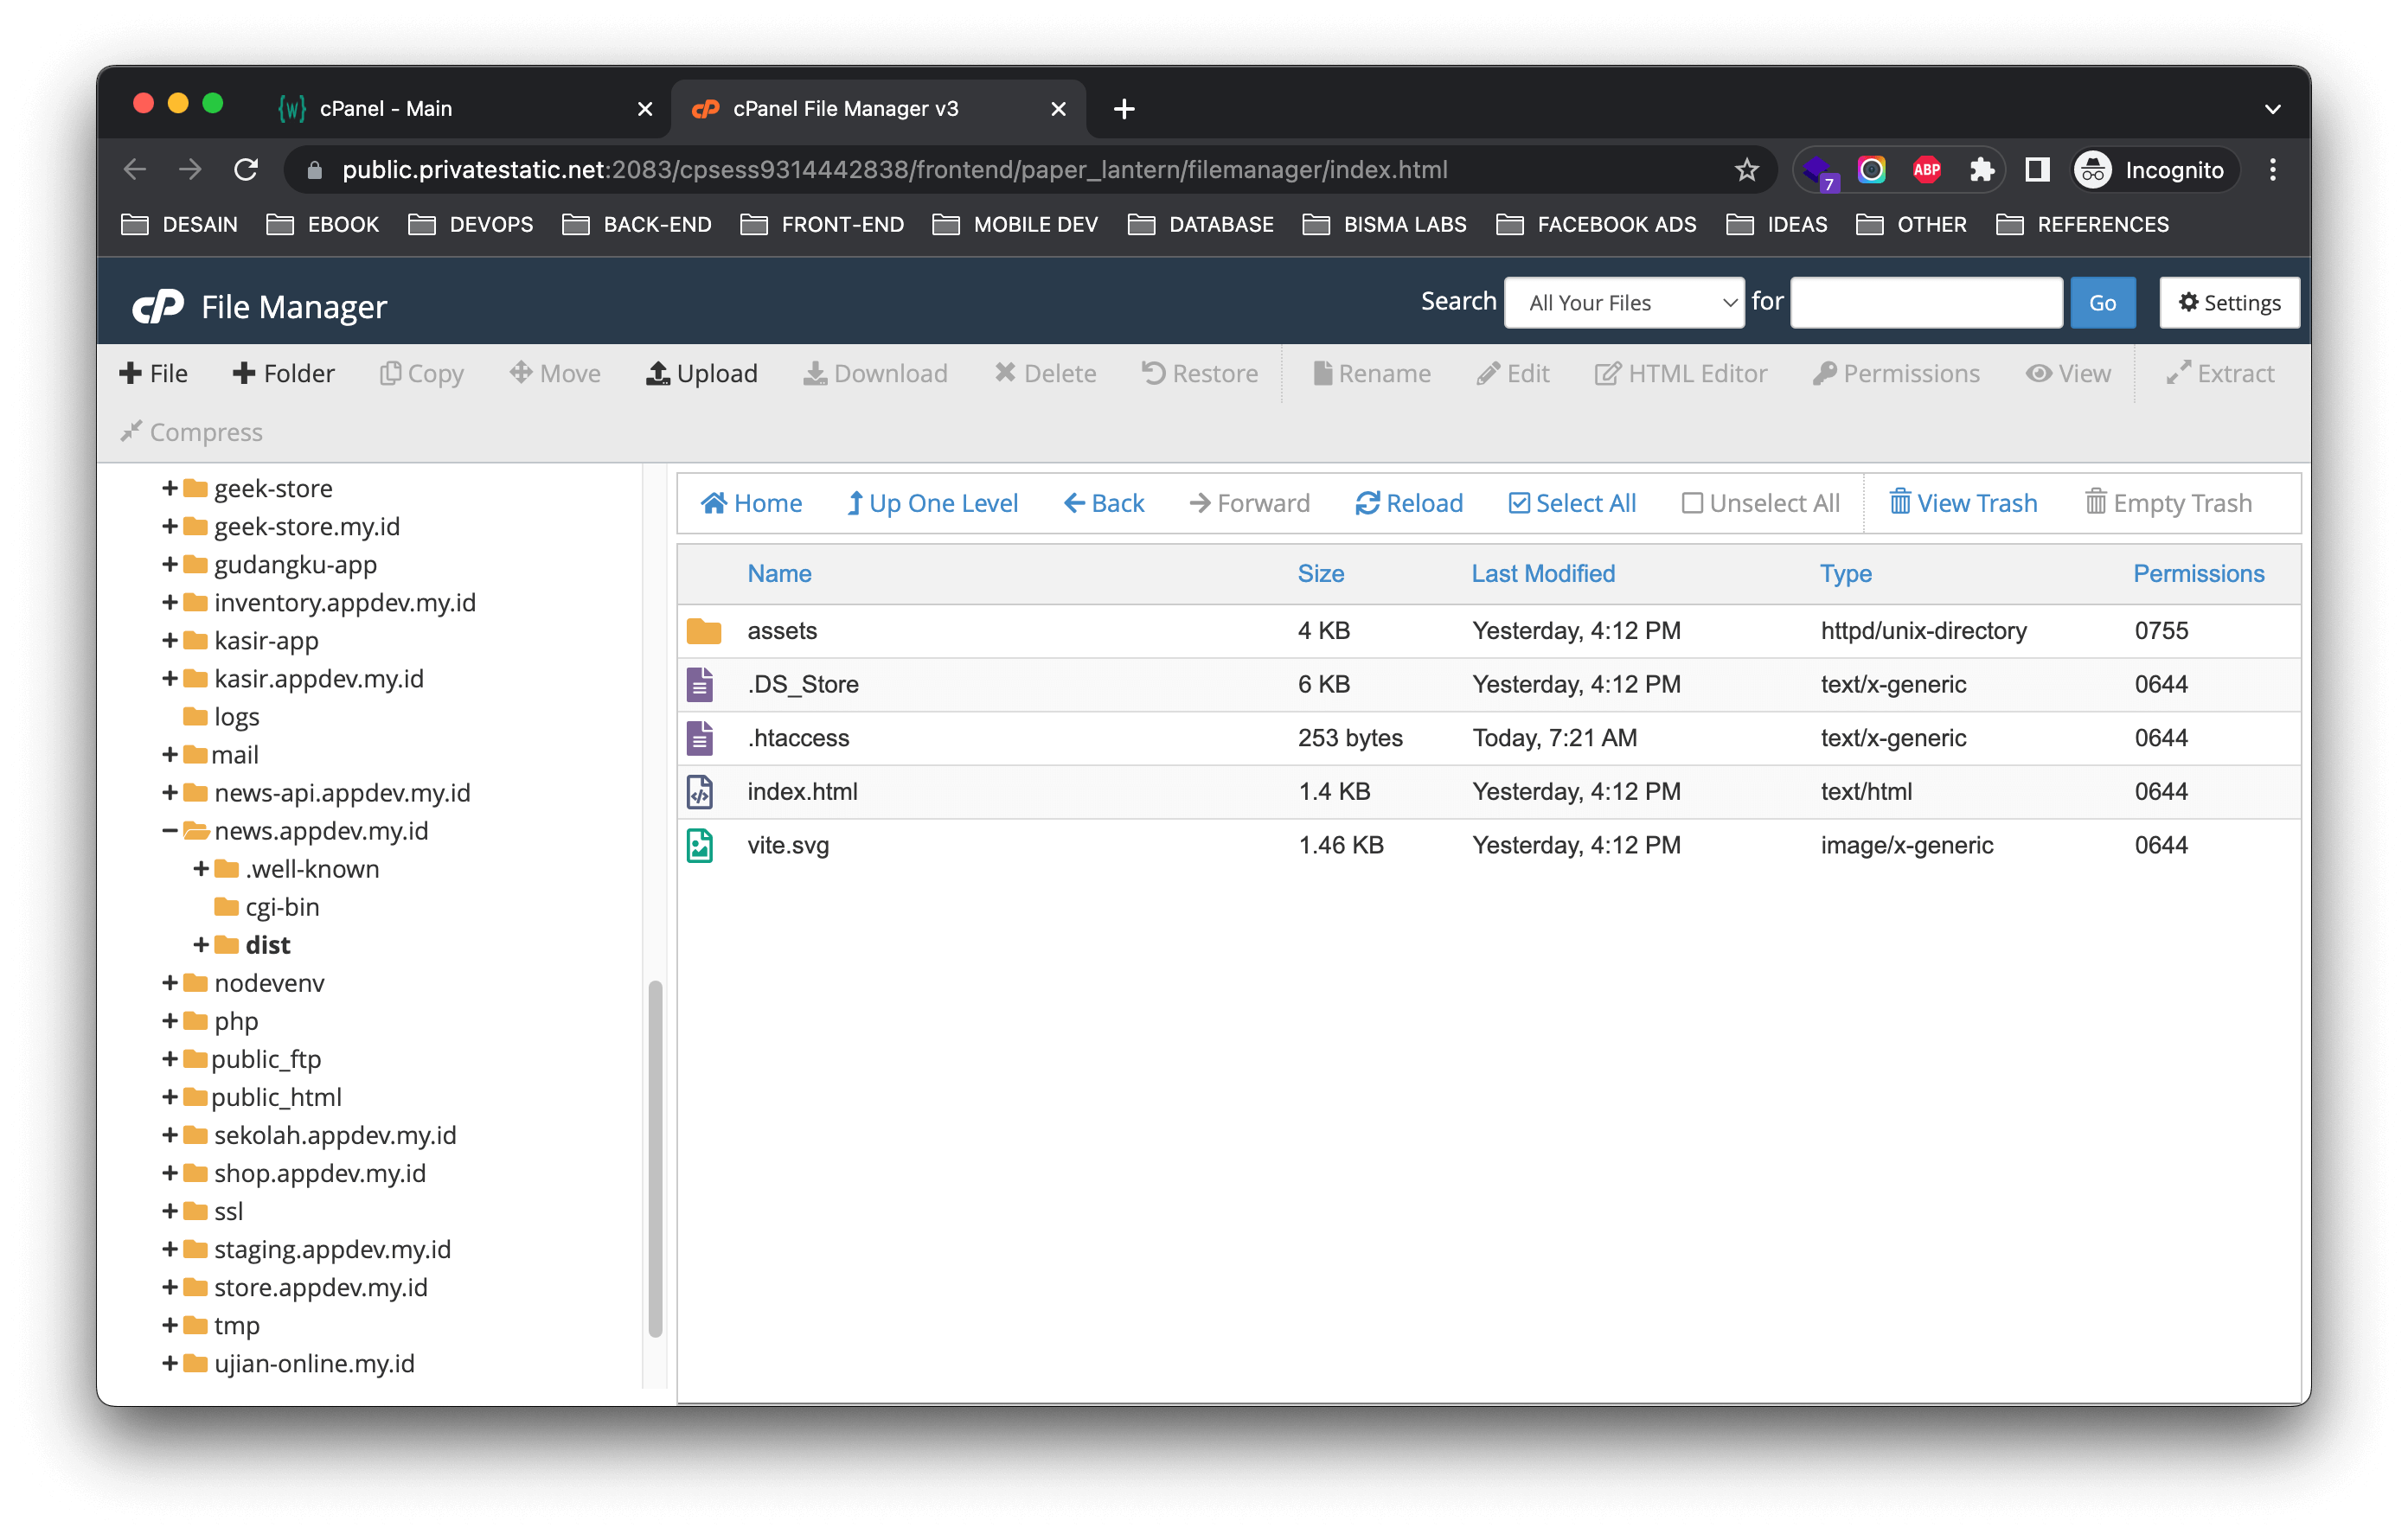 {W} cPanel - Main
cP cPanel File Manager v3
public.privatestatic.net:2083/cpsess9314442838/frontend/paper_lantern/filemanager/index.html
7 ABP Incognito
DESAIN EBOOK DEVOPS BACK-END FRONT-END MOBILE DEV DATABASE BISMA LABS FACEBOOK ADS IDEAS OTHER REFERENCES
cP File Manager Search All Your Files for Go Settings
File Folder Copy Move Upload Download Delete Restore Rename Edit HTML Editor Permissions View Extract
Compress
geek-store
geek-store.my.id
gudangku-app
inventory.appdev.my.id
kasir-app
kasir.appdev.my.id
logs
mail
news-api.appdev.my.id
news.appdev.my.id
.well-known
cgi-bin
dist
nodevenv
php
public_ftp
public_html
sekolah.appdev.my.id
shop.appdev.my.id
ssl
staging.appdev.my.id
store.appdev.my.id
tmp
ujian-online.my.id
Home Up One Level Back Forward Reload Select All Unselect All View Trash Empty Trash
Name Size Last Modified Type Permissions
assets 4 KB Yesterday, 4:12 PM httpd/unix-directory 0755
.DS_Store 6 KB Yesterday, 4:12 PM text/x-generic 0644
.htaccess 253 bytes Today, 7:21 AM text/x-generic 0644
index.html 1.4 KB Yesterday, 4:12 PM text/html 0644
vite.svg 1.46 KB Yesterday, 4:12 PM image/x-generic 0644